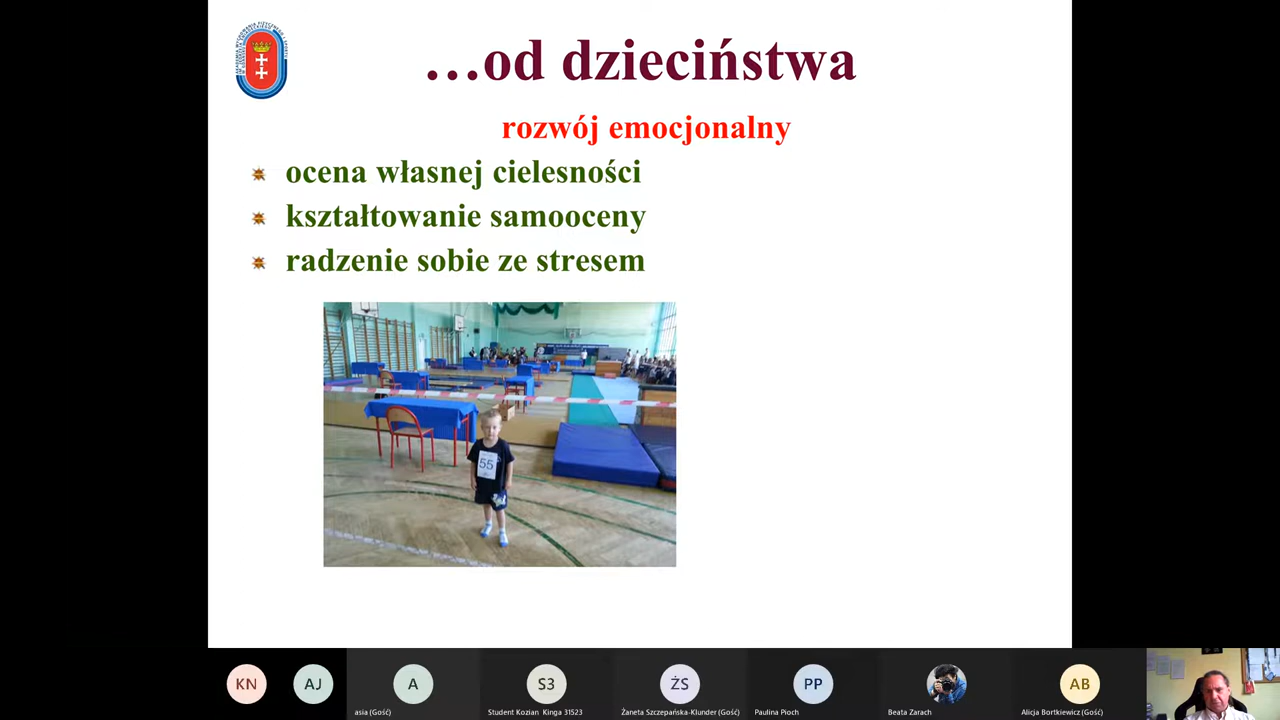 …od dzieciństwa
rozwój emocjonalny
ocena własnej cielesności
kształtowanie samooceny
radzenie sobie ze stresem
55
KN
AJ
A
S3
ŻS
PP
AB
asia (Gość)
Student Kozian Kinga 31523
Żaneta Szczepańska-Klunder (Gość)
Paulina Pioch
Beata Zarach
Alicja Bortkiewicz (Gość)